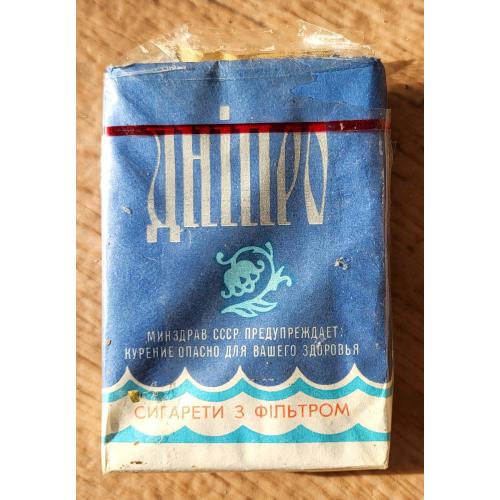 ДНІПРО
МИНЗДРАВ СССР ПРЕДУПРЕЖДАЕТ:
КУРЕНИЕ ОПАСНО ДЛЯ ВАШЕГО ЗДОРОВЬЯ
СИГАРЕТИ З ФІЛЬТРОМ